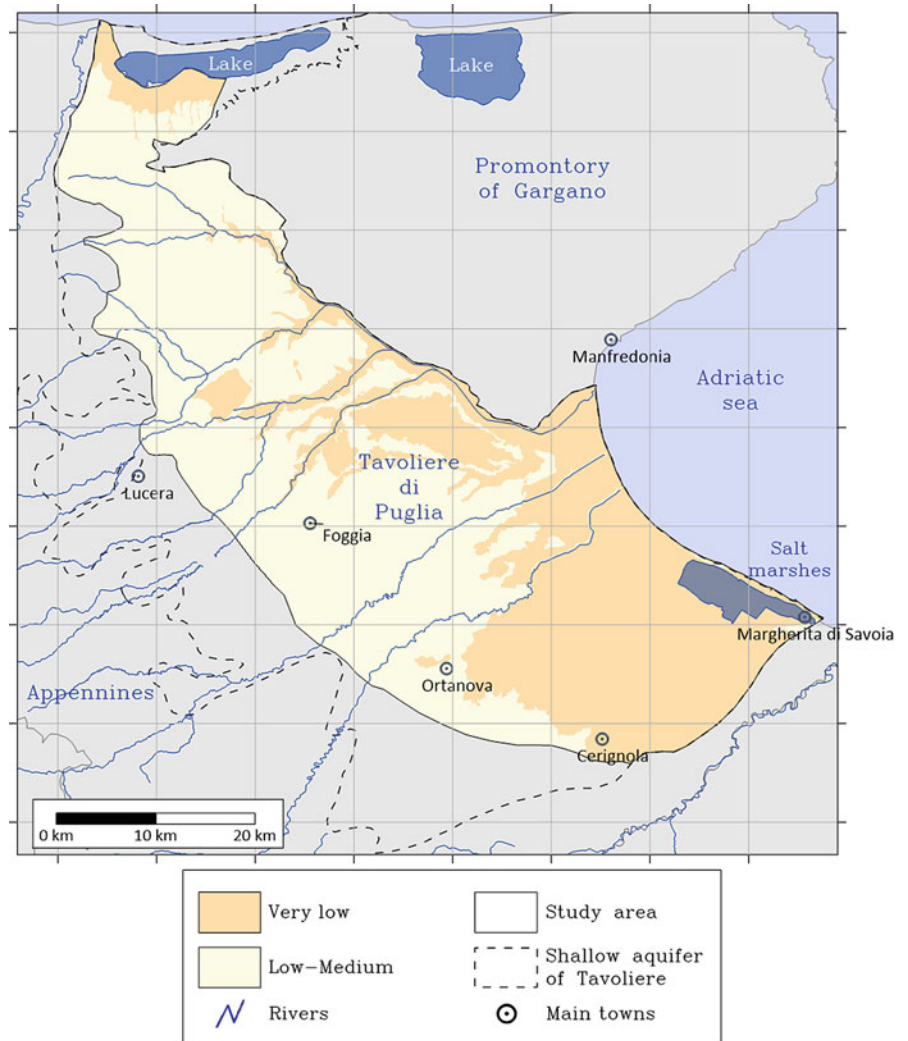 Lake
Lake
Promontory
of Gargano
Manfredonia
Adriatic
sea
Tavoliere
di
Puglia
Lucera
Foggia
Salt
marshes
Margherita di Savoia
Ortanova
Appennines
Cerignola
0 km 10 km 20 km
Very low
Study area
Low-Medium
Shallow aquifer
of Tavoliere
Rivers
Main towns